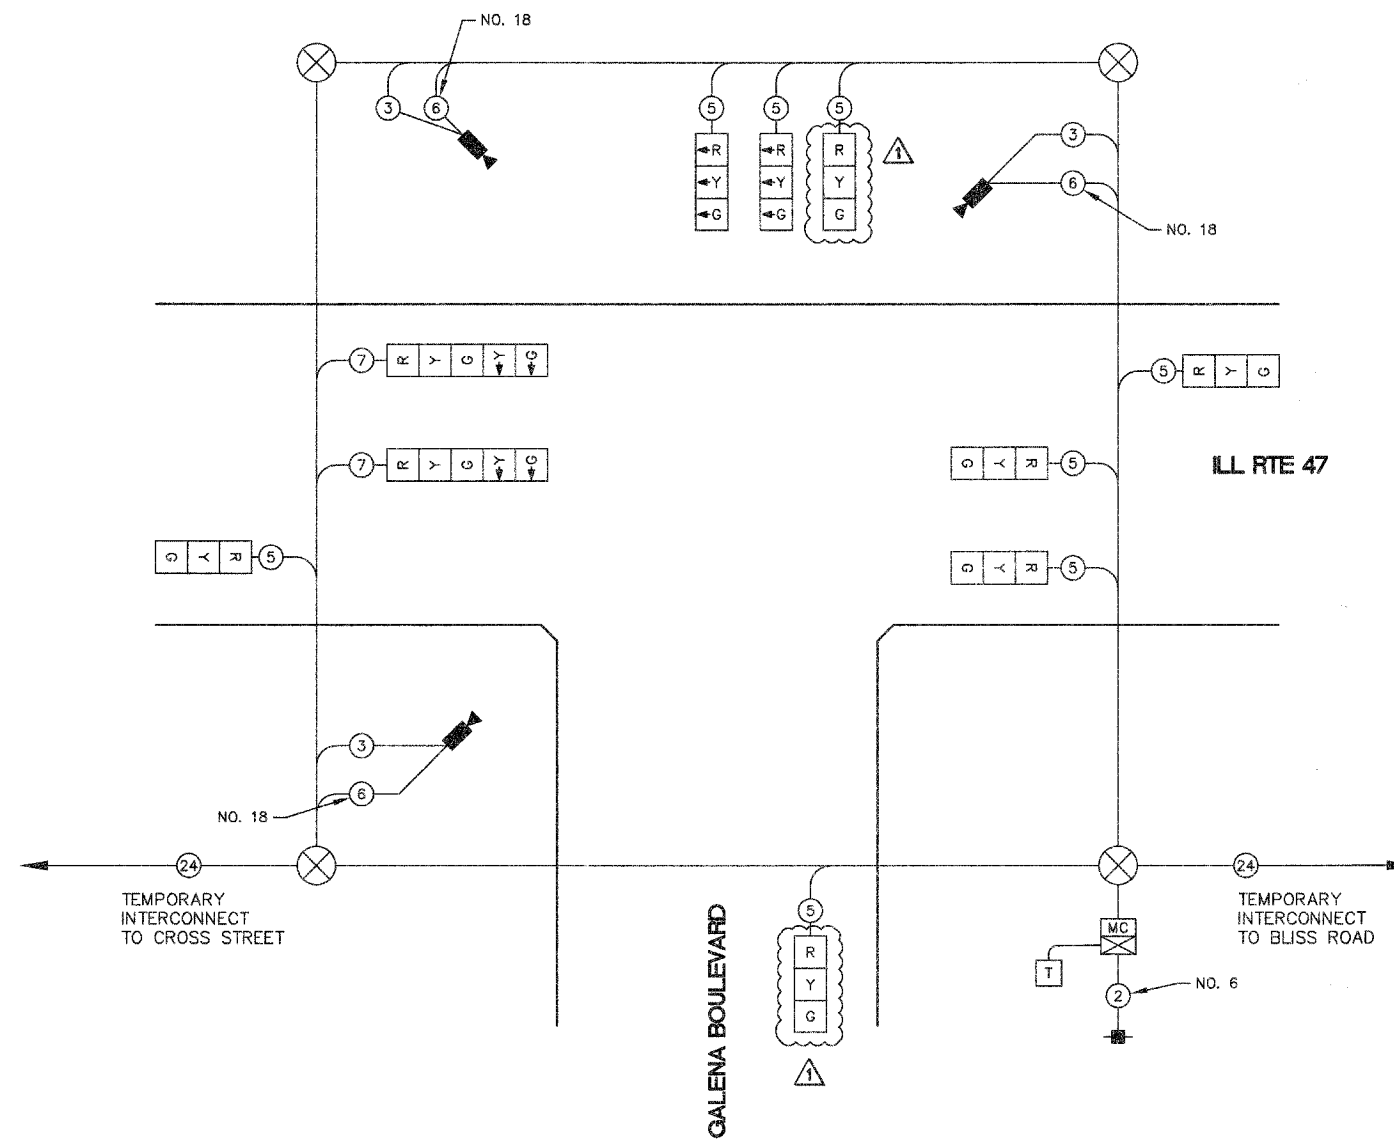 NO. 18
3
6
5
5
5
R
R
R
Y
Y
Y
G
G
G
1
3
6
NO. 18
7
R Y G Y G
5
R Y G
7
R Y G Y G
G Y R
5
ILL RTE 47
G Y R
5
G Y R
5
3
6
NO. 18
24
TEMPORARY
INTERCONNECT
TO CROSS STREET
24
TEMPORARY
INTERCONNECT
TO BLISS ROAD
GALENA BOULEVARD
5
R
Y
G
1
MC
T
2
NO. 6